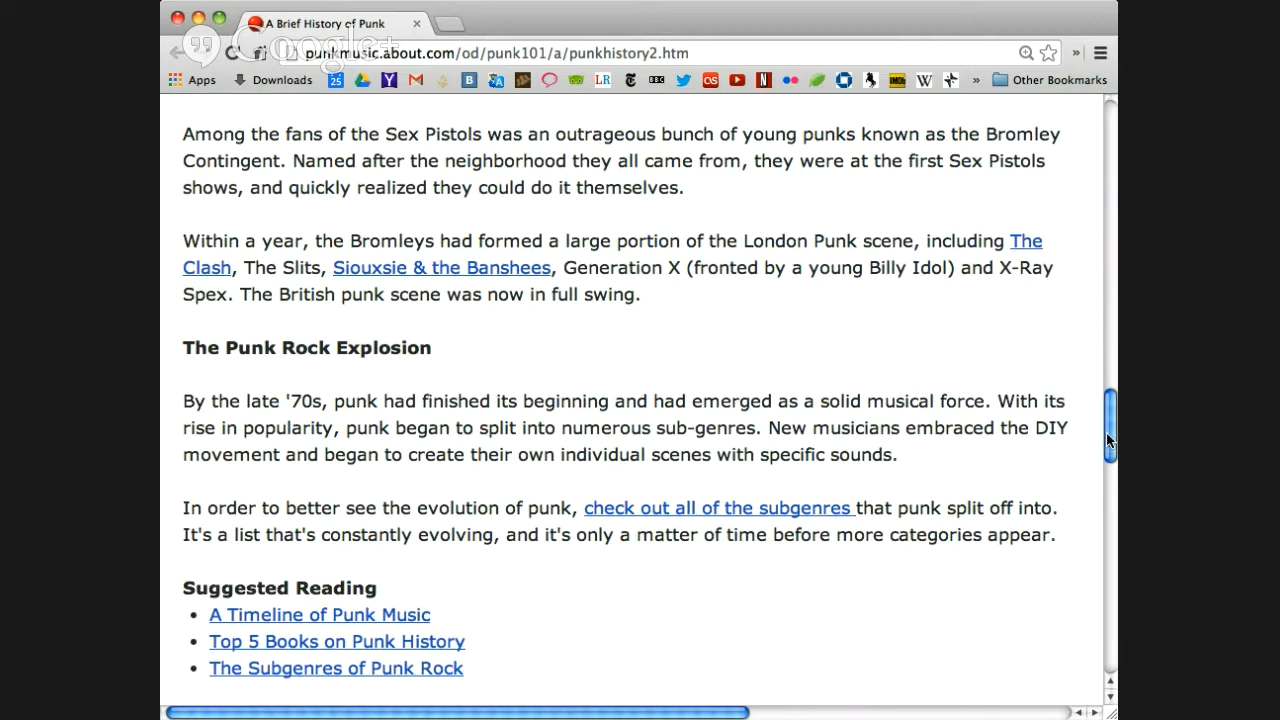 A Brief History of Punk
Google+
punkmusic.about.com/od/punk101/a/punkhistory2.htm
Apps Downloads 25 Y B LR BBC N IMDb W » Other Bookmarks
Among the fans of the Sex Pistols was an outrageous bunch of young punks known as the Bromley
Contingent. Named after the neighborhood they all came from, they were at the first Sex Pistols
shows, and quickly realized they could do it themselves.
Within a year, the Bromleys had formed a large portion of the London Punk scene, including The
Clash, The Slits, Siouxsie & the Banshees, Generation X (fronted by a young Billy Idol) and X-Ray
Spex. The British punk scene was now in full swing.
The Punk Rock Explosion
By the late '70s, punk had finished its beginning and had emerged as a solid musical force. With its
rise in popularity, punk began to split into numerous sub-genres. New musicians embraced the DIY
movement and began to create their own individual scenes with specific sounds.
In order to better see the evolution of punk, check out all of the subgenres that punk split off into.
It's a list that's constantly evolving, and it's only a matter of time before more categories appear.
Suggested Reading
• A Timeline of Punk Music
• Top 5 Books on Punk History
• The Subgenres of Punk Rock